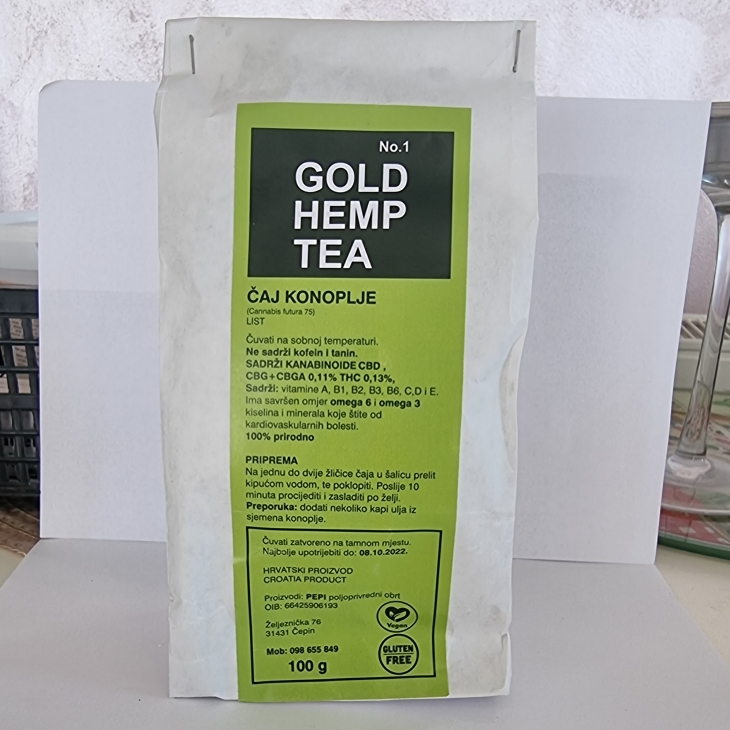 No.1
GOLD
HEMP
TEA
ČAJ KONOPLJE
(Cannabis futura 75)
LIST
Čuvati na sobnoj temperaturi.
Ne sadrži kofein i tanin.
SADRŽI KANABINOIDE CBD ,
CBG+CBGA 0,11% THC 0,13%,
Sadrži: vitamine A, B1, B2, B3, B6, C,D i E.
Ima savršen omjer omega 6 i omega 3
kiselina i minerala koje štite od
kardiovaskularnih bolesti.
100% prirodno
PRIPREMA
Na jednu do dvije žličice čaja u šalicu prelit
kipućom vodom, te poklopiti. Poslije 10
minuta procijediti i zasladiti po želji.
Preporuka: dodati nekoliko kapi ulja iz
sjemena konoplje.
Čuvati zatvoreno na tamnom mjestu.
Najbolje upotrijebiti do: 08.10.2022.
HRVATSKI PROIZVOD
CROATIA PRODUCT
Proizvodi: PEPI poljoprivredni obrt
OIB: 66425906193
Željeznička 76
31431 Čepin
Mob: 098 655 849
100 g
Vegan
GLUTEN
FREE